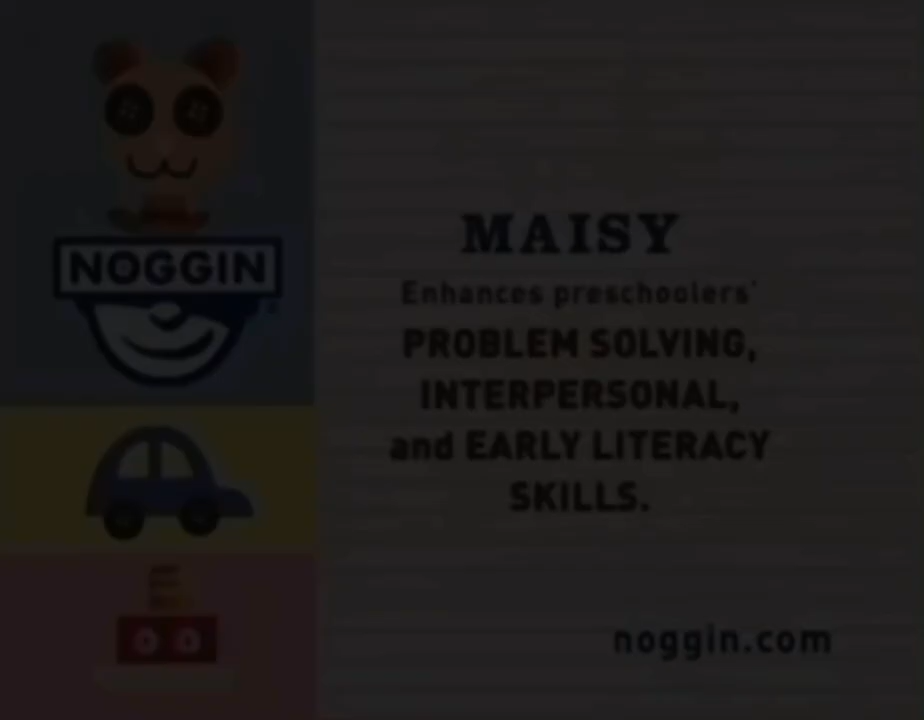 NOGGIN
MAISY
Enhances preschoolers'
PROBLEM SOLVING,
INTERPERSONAL,
and EARLY LITERACY
SKILLS.
noggin.com